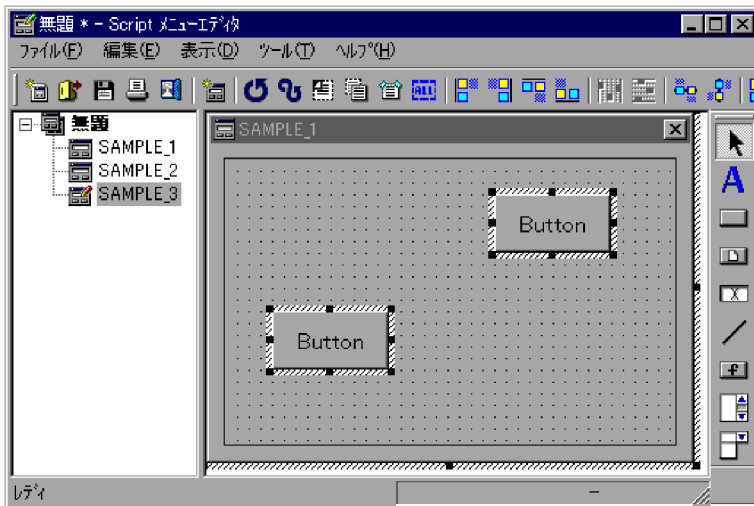 無題 * - Script メニューエディタ
ファイル(F) 編集(E) 表示(D) ツール(T) ヘルプ(H)
ALL
無題
SAMPLE_1
SAMPLE_2
SAMPLE_3
SAMPLE_1
Button
Button
A
f
レディ